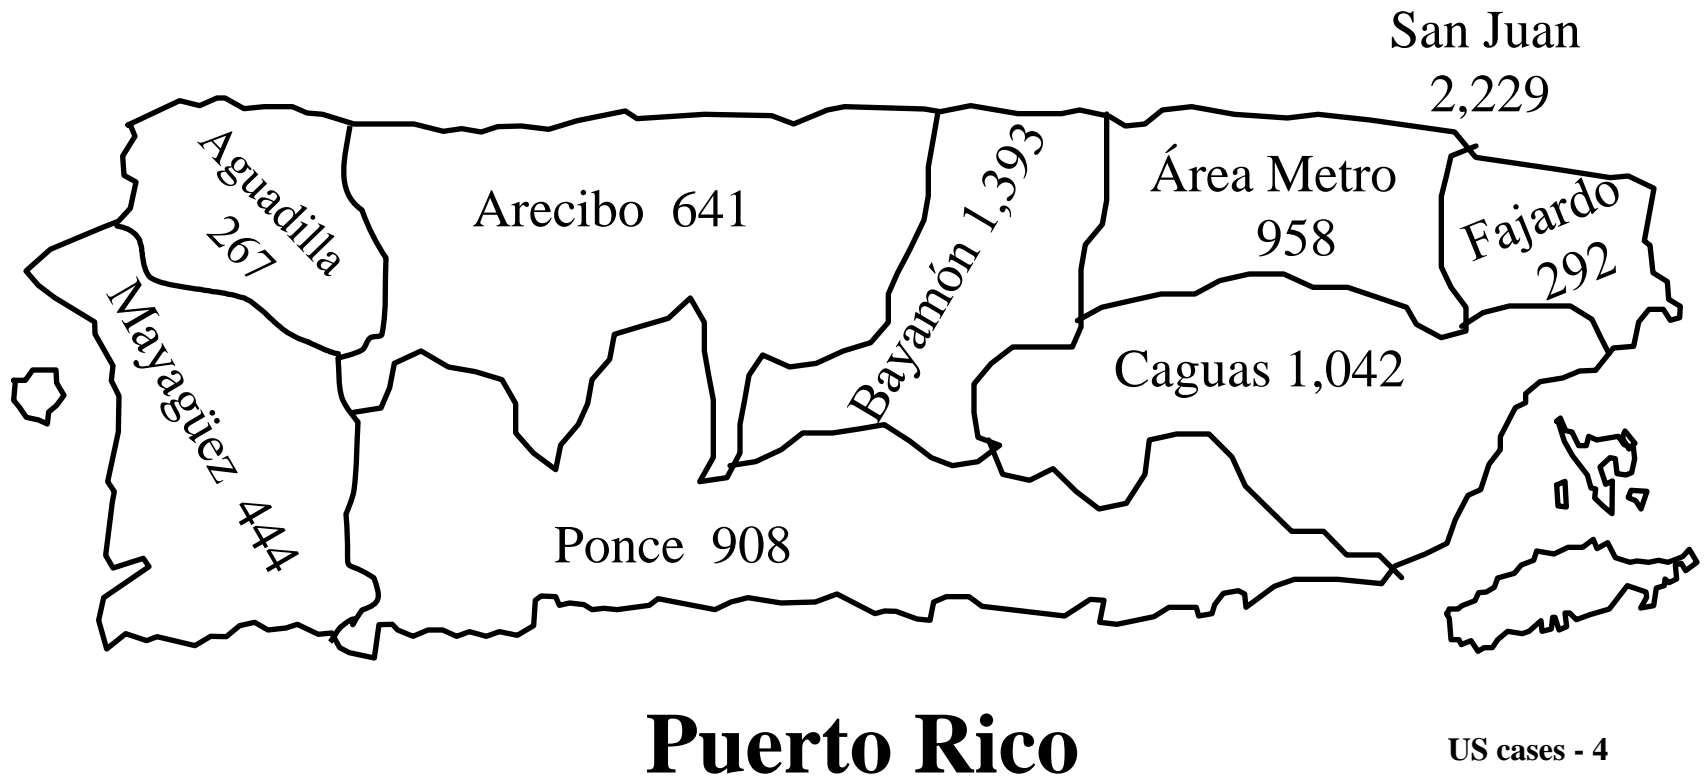 San Juan
2,229
Aguadilla
267
Arecibo 641
Bayamón 1,393
Área Metro
958
Fajardo
292
Mayagüez 444
Caguas 1,042
Ponce 908
Puerto Rico
US cases - 4